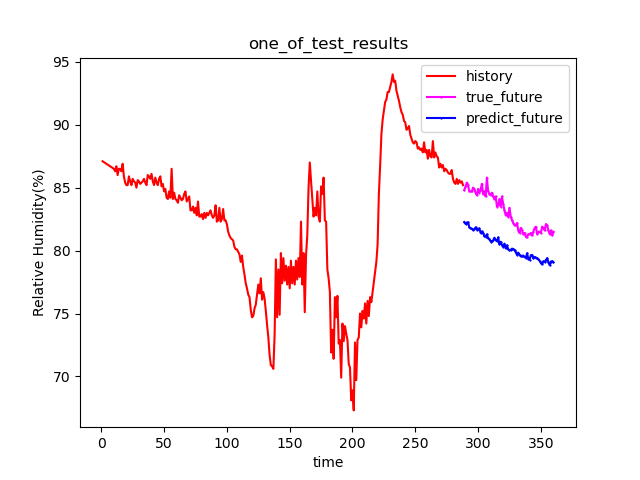 one_of_test_results
history
true_future
predict_future
Relative Humidity(%)
95
90
85
80
75
70
0
50
100
150
200
250
300
350
time